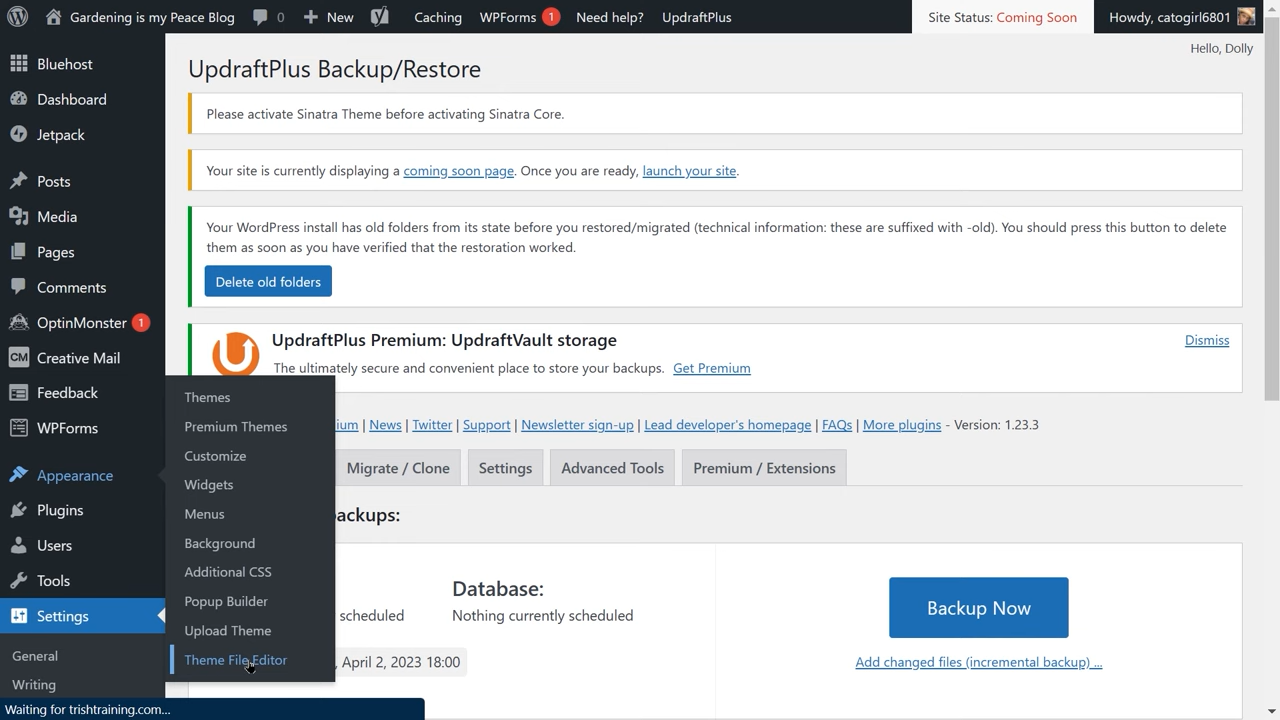 Gardening is my Peace Blog
0
New
Caching
WPForms 1
Need help?
UpdraftPlus
Site Status: Coming Soon
Howdy, catogirl6801
Hello, Dolly
Bluehost
Dashboard
Jetpack
Posts
Media
Pages
Comments
OptinMonster 1
CM Creative Mail
Feedback
WPForms
Appearance
Plugins
Users
Tools
Settings
General
Writing
Themes
Premium Themes
Customize
Widgets
Menus
Background
Additional CSS
Popup Builder
Upload Theme
Theme File Editor
UpdraftPlus Backup/Restore
Please activate Sinatra Theme before activating Sinatra Core.
Your site is currently displaying a coming soon page. Once you are ready, launch your site.
Your WordPress install has old folders from its state before you restored/migrated (technical information: these are suffixed with -old). You should press this button to delete
them as soon as you have verified that the restoration worked.
Delete old folders
UpdraftPlus Premium: UpdraftVault storage
Dismiss
The ultimately secure and convenient place to store your backups. Get Premium
ium | News | Twitter | Support | Newsletter sign-up | Lead developer's homepage | FAQs | More plugins - Version: 1.23.3
Migrate / Clone
Settings
Advanced Tools
Premium / Extensions
ackups:
Database:
scheduled
Nothing currently scheduled
, April 2, 2023 18:00
Backup Now
Add changed files (incremental backup) ...
Waiting for trishtraining.com...